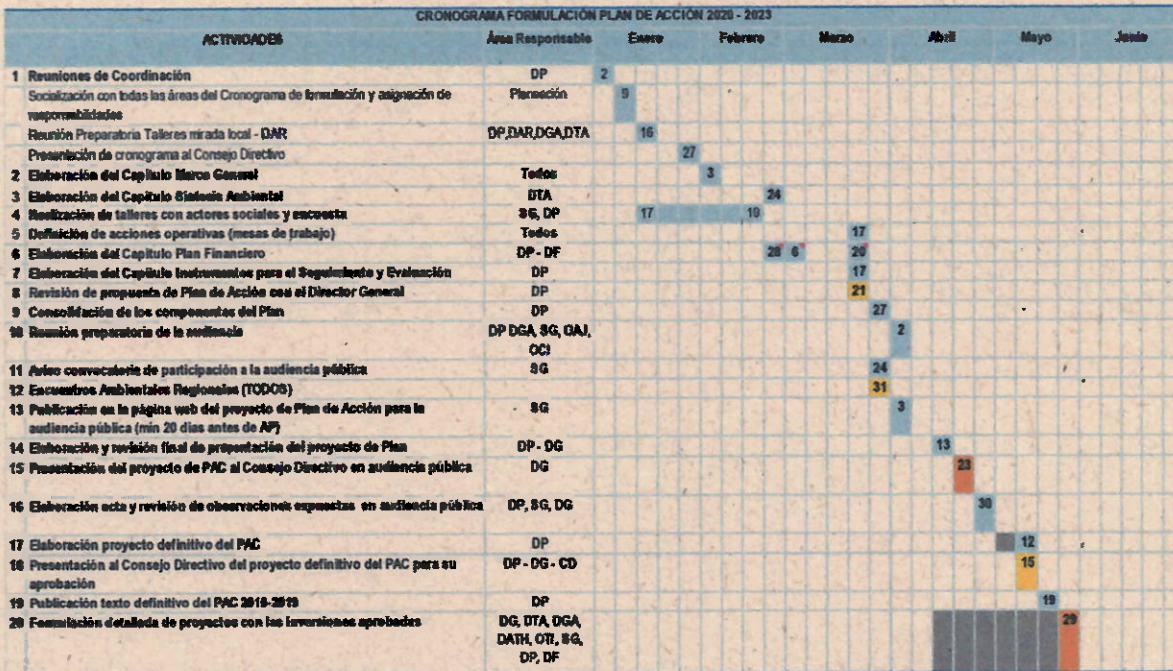 CRONOGRAMA FORMULACIÓN PLAN DE ACCIÓN 2020 - 2023
ACTIVIDADES Área Responsable Enero Febrero Marzo Abril Mayo Junio
1 Reuniones de Coordinación DP 2
Socialización con todas las áreas del Cronograma de formulación y asignación de Planeación 9
responsabilidades
Reunión Preparatoria Talleres mirada local - DAR DP,DAR,DGA,DTA 16
Presentación de cronograma al Consejo Directivo 27
2 Elaboración del Capitulo Marco General Todos 3
3 Elaboración del Capitulo Síntesis Ambiental DTA 24
4 Realización de talleres con actores sociales y encuesta SG, DP 17 19
5 Definición de acciones operativas (mesas de trabajo) Todos 17
6 Elaboración del Capitulo Plan Financiero DP - DF 28 6 20
7 Elaboración del Capitulo Instrumentos para el Seguimiento y Evaluación DP 17
8 Revisión de propuesta de Plan de Acción con el Director General DP 21
9 Consolidación de los componentes del Plan DP 27
10 Reunión preparatoria de la audiencia DP DGA, SG, OAJ, 2
OCI
11 Aviso convocatoria de participación a la audiencia pública SG 24
12 Encuentros Ambientales Regionales (TODOS) 31
13 Publicación en la página web del proyecto de Plan de Acción para la SG 3
audiencia pública (min 20 dias antes de AP)
14 Elaboración y revisión final de presentación del proyecto de Plan DP - DG 13
15 Presentación del proyecto de PAC al Consejo Directivo en audiencia pública DG 23
16 Elaboración acta y revisión de observaciones expuestas en audiencia pública DP, SG, DG 30
17 Elaboración proyecto definitivo del PAC DP 12
18 Presentación al Consejo Directivo del proyecto definitivo del PAC para su DP - DG - CD 15
aprobación
19 Publicación texto definitivo del PAC DP 19
20 Formulación detallada de proyectos con las inversiones aprobadas DG, DTA, DGA, 29
DATH, OTI, SG,
DP, DF